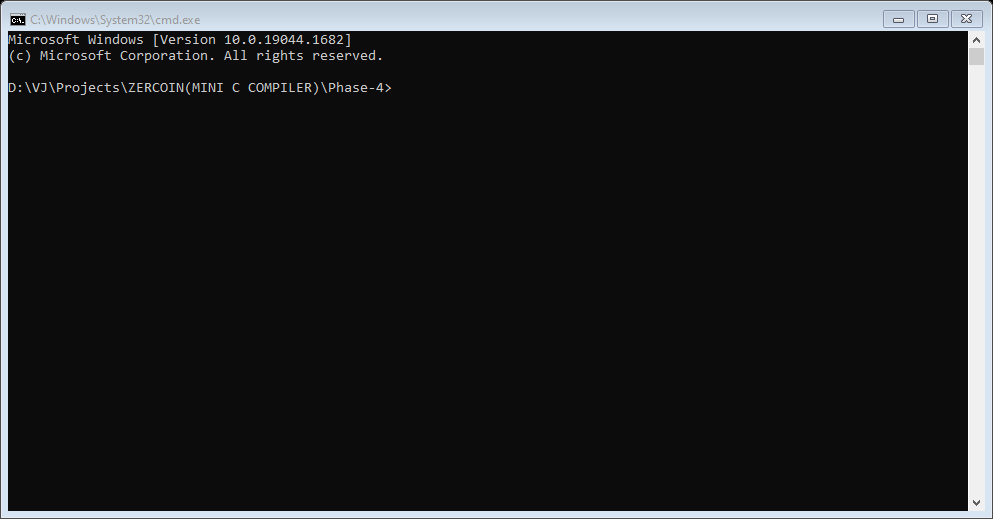 C:\Windows\System32\cmd.exe
Microsoft Windows [Version 10.0.19044.1682]
(c) Microsoft Corporation. All rights reserved.
D:\VJ\Projects\ZERCOIN(MINI C COMPILER)\Phase-4>